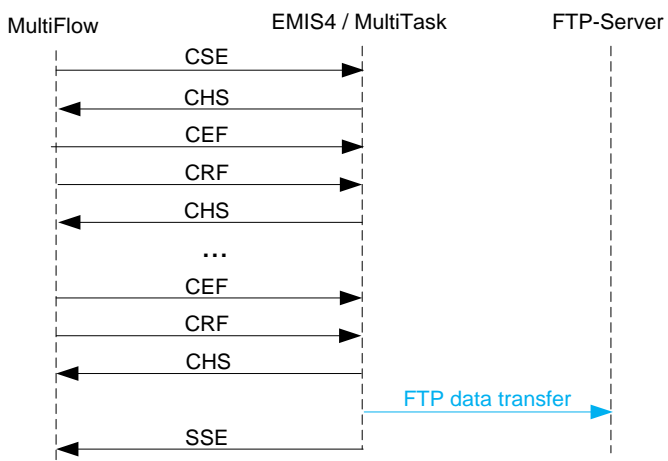 MultiFlow
EMIS4 / MultiTask
FTP-Server
CSE
CHS
CEF
CRF
CHS
...
CEF
CRF
CHS
FTP data transfer
SSE